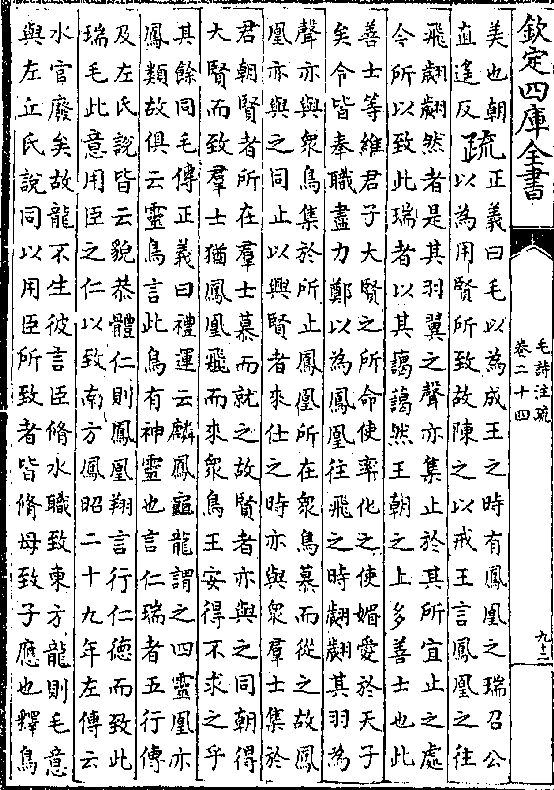 欽定四庫全書
毛詩注疏
卷二十四
美也朝
直遙反
疏
正義曰毛以為成王之時有鳳凰之瑞召公
以為用賢所致故陳之以戒王言鳳凰之往
飛翽翽然者是其羽翼之聲亦集止於其所宜止之處
今所以致此瑞者以其藹藹然王朝之上多善士也此
善士等維君子大賢之所命使率化之使媚愛於天子
矣今皆奉職盡力鄭以為鳳凰往飛之時翽翽其羽為
聲亦與衆鳥集於所止鳳凰所在衆鳥慕而從之故鳳
凰亦與之同止以興賢者來仕之時亦與衆羣士集於
君朝賢者所在羣士慕而就之故賢者亦與之同朝得
大賢而致羣士猶鳳凰飛而來衆鳥王安得不求之乎
其餘同毛傳正義曰禮運云麟鳳龜龍謂之四靈凰亦
鳳類故俱云靈鳥言此鳥有神靈也言仁瑞者五行傳
及左氏說皆云貌恭體仁則鳳凰翔言行仁德而致此
瑞毛此意用臣之仁以致南方鳳昭二十九年左傳云
水官廢矣故龍不生彼言臣脩水職致東方龍則毛意
與左丘氏說同以用臣所致者皆脩母致子應也釋鳥